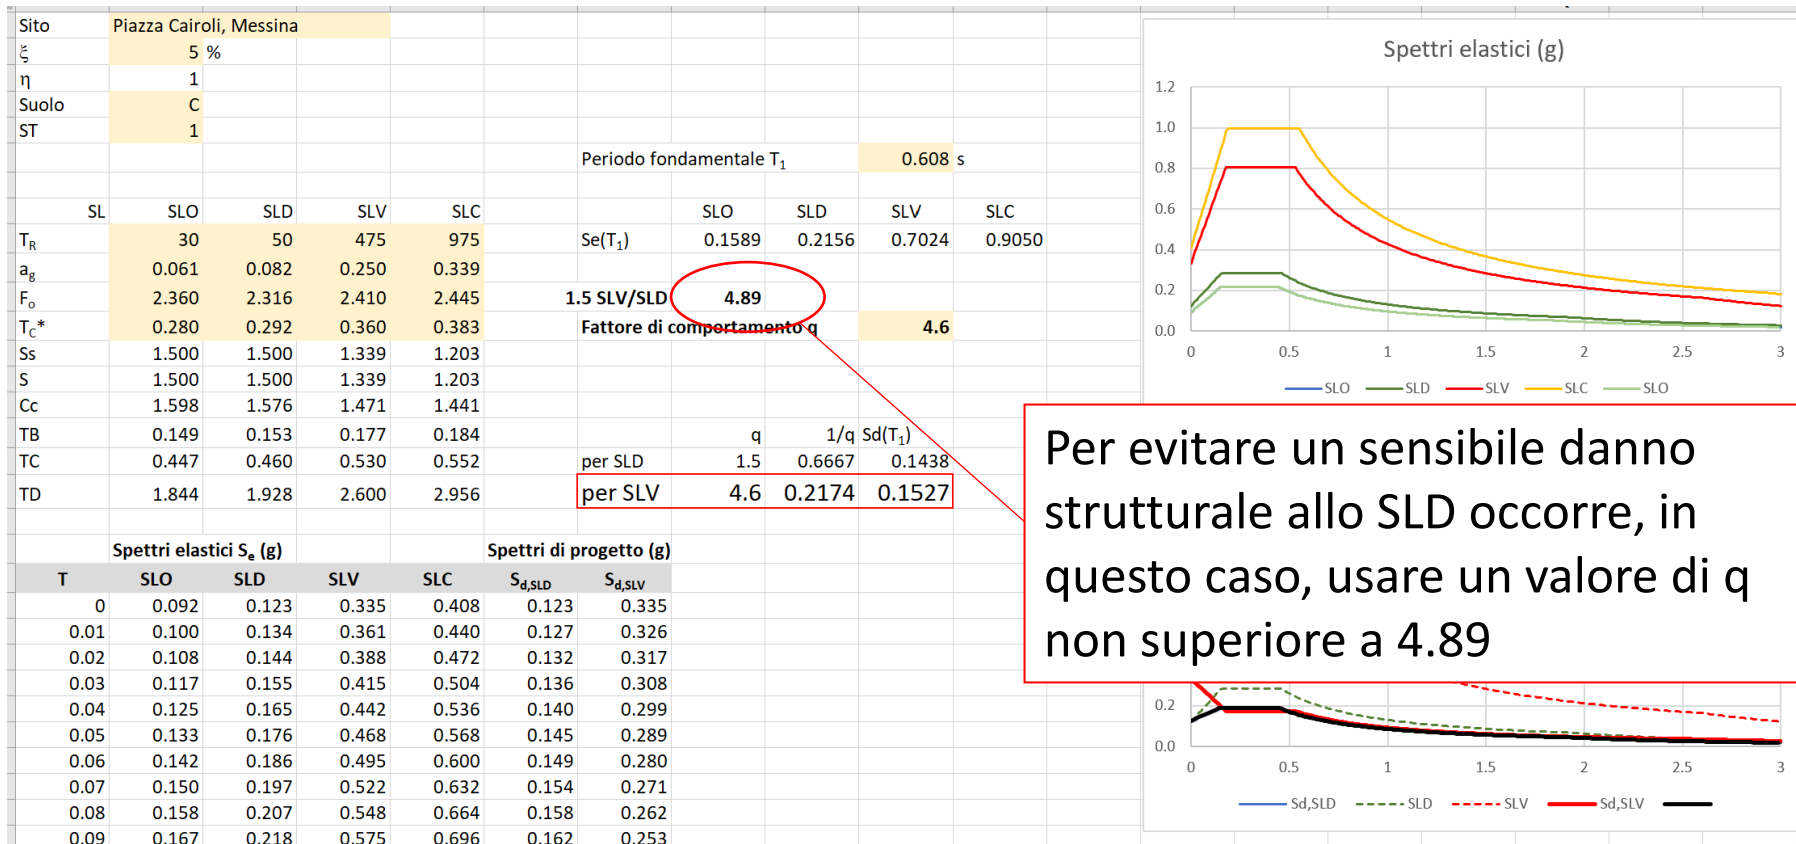 Sito Piazza Cairoli, Messina
ξ 5 %
η 1
Suolo C
ST 1
Periodo fondamentale T1 0.608 s
SL SLO SLD SLV SLC SLO SLD SLV SLC
TR 30 50 475 975 Se(T1) 0.1589 0.2156 0.7024 0.9050
ag 0.061 0.082 0.250 0.339
Fo 2.360 2.316 2.410 2.445 1.5 SLV/SLD 4.89
TC* 0.280 0.292 0.360 0.383 Fattore di comportamento q 4.6
Ss 1.500 1.500 1.339 1.203
S 1.500 1.500 1.339 1.203
Cc 1.598 1.576 1.471 1.441
TB 0.149 0.153 0.177 0.184 q 1/q Sd(T1)
TC 0.447 0.460 0.530 0.552 per SLD 1.5 0.6667 0.1438
TD 1.844 1.928 2.600 2.956 per SLV 4.6 0.2174 0.1527
Spettri elastici Se (g) Spettri di progetto (g)
T SLO SLD SLV SLC Sd,SLD Sd,SLV
0 0.092 0.123 0.335 0.408 0.123 0.335
0.01 0.100 0.134 0.361 0.440 0.127 0.326
0.02 0.108 0.144 0.388 0.472 0.132 0.317
0.03 0.117 0.155 0.415 0.504 0.136 0.308
0.04 0.125 0.165 0.442 0.536 0.140 0.299
0.05 0.133 0.176 0.468 0.568 0.145 0.289
0.06 0.142 0.186 0.495 0.600 0.149 0.280
0.07 0.150 0.197 0.522 0.632 0.154 0.271
0.08 0.158 0.207 0.548 0.664 0.158 0.262
0.09 0.167 0.218 0.575 0.696 0.162 0.253
Spettri elastici (g)
1.2
1.0
0.8
0.6
0.4
0.2
0.0
0 0.5 1 1.5 2 2.5 3
SLO SLD SLV SLC SLO
Per evitare un sensibile danno
strutturale allo SLD occorre, in
questo caso, usare un valore di q
non superiore a 4.89
0.2
0.0
0 0.5 1 1.5 2 2.5 3
Sd,SLD SLD SLV Sd,SLV